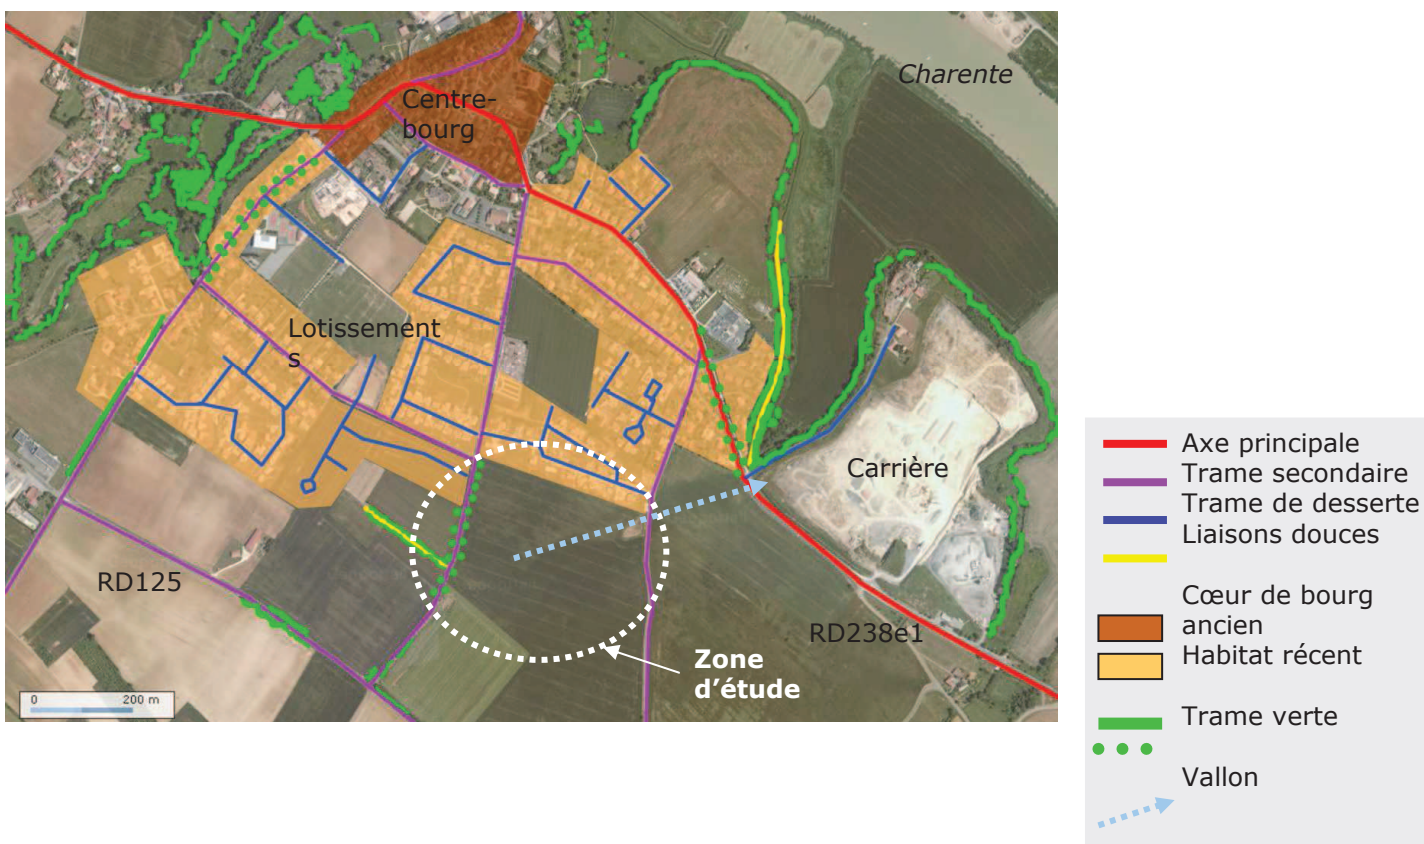 Charente
Centre-
bourg
Lotissement
s
Carrière
RD125
RD238e1
Zone
d'étude
0 200 m
Axe principale
Trame secondaire
Trame de desserte
Liaisons douces
Cœur de bourg
ancien
Habitat récent
Trame verte
Vallon